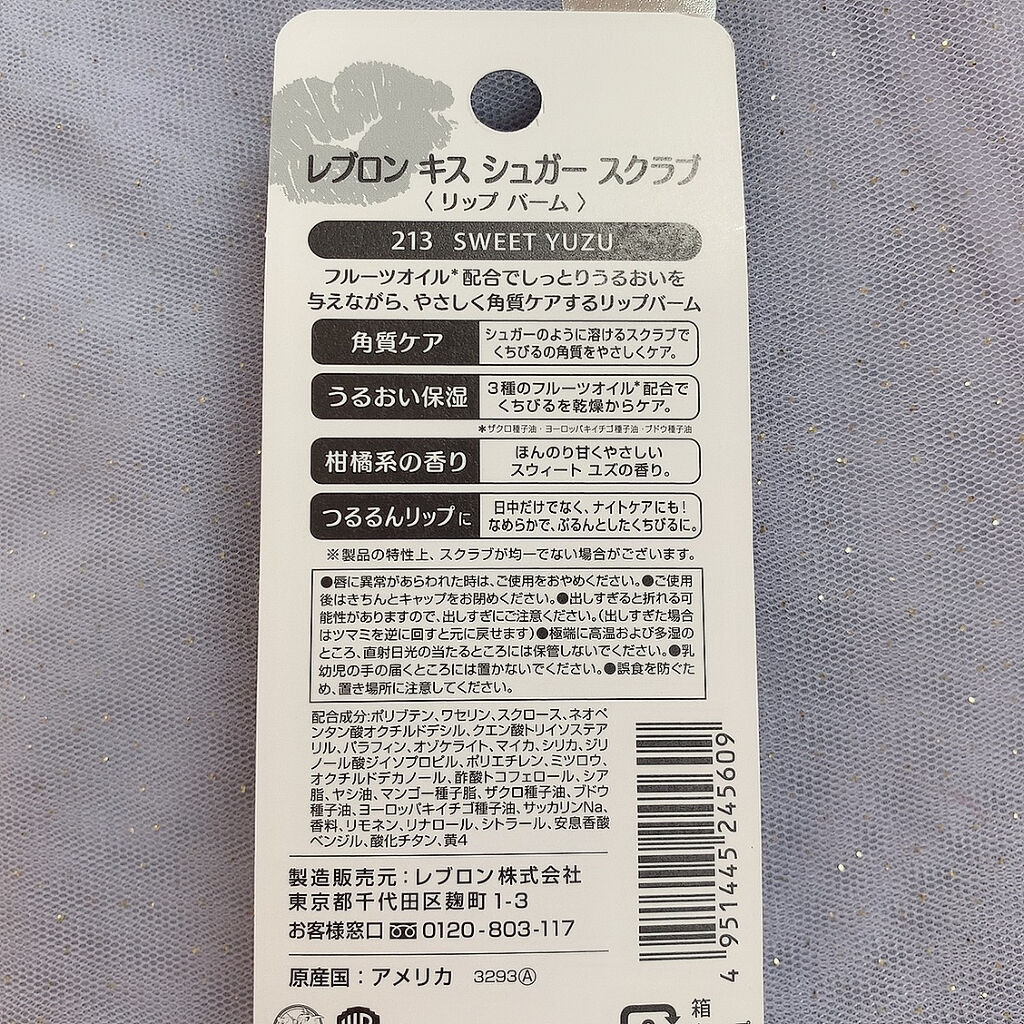 レブロン キス シュガー スクラブ
〈 リップ バーム 〉
213 SWEET YUZU
フルーツオイル*配合でしっとりうるおいを
与えながら、やさしく角質ケアするリップバーム
角質ケア
シュガーのように溶けるスクラブで
くちびるの角質をやさしくケア。
うるおい保湿
3種のフルーツオイル*配合で
くちびるを乾燥からケア。
*ザクロ種子油・ヨーロッパキイチゴ種子油・ブドウ種子油
柑橘系の香り
ほんのり甘くやさしい
スウィート ユズの香り。
つるるんリップに
日中だけでなく、ナイトケアにも!
なめらかで、ぷるんとしたくちびるに。
※製品の特性上、スクラブが均一でない場合がございます。
●唇に異常があらわれた時は、ご使用をおやめください。●ご使用
後はきちんとキャップをお閉めください。●出しすぎると折れる可
能性がありますので、出しすぎにご注意ください。(出しすぎた場合
はツマミを逆に回すと元に戻せます)●極端に高温および多湿の
ところ、直射日光の当たるところには保管しないでください。●乳
幼児の手の届くところには置かないでください。●誤食を防ぐた
め、置き場所に注意してください。
配合成分:ポリブテン、ワセリン、スクロース、ネオペ
ンタン酸オクチルドデシル、クエン酸トリイソステア
リル、パラフィン、オゾケライト、マイカ、シリカ、ジリ
ノール酸ジイソプロピル、ポリエチレン、ミツロウ、
オクチルドデカノール、酢酸トコフェロール、シア
脂、ヤシ油、マンゴー種子脂、ザクロ種子油、ブドウ
種子油、ヨーロッパキイチゴ種子油、サッカリンNa、
香料、リモネン、リナロール、シトラール、安息香酸
ベンジル、酸化チタン、黄4
4951445245609
製造販売元:レブロン株式会社
東京都千代田区麹町1-3
お客様窓口 0120-803-117
原産国:アメリカ 3293Ⓐ
箱